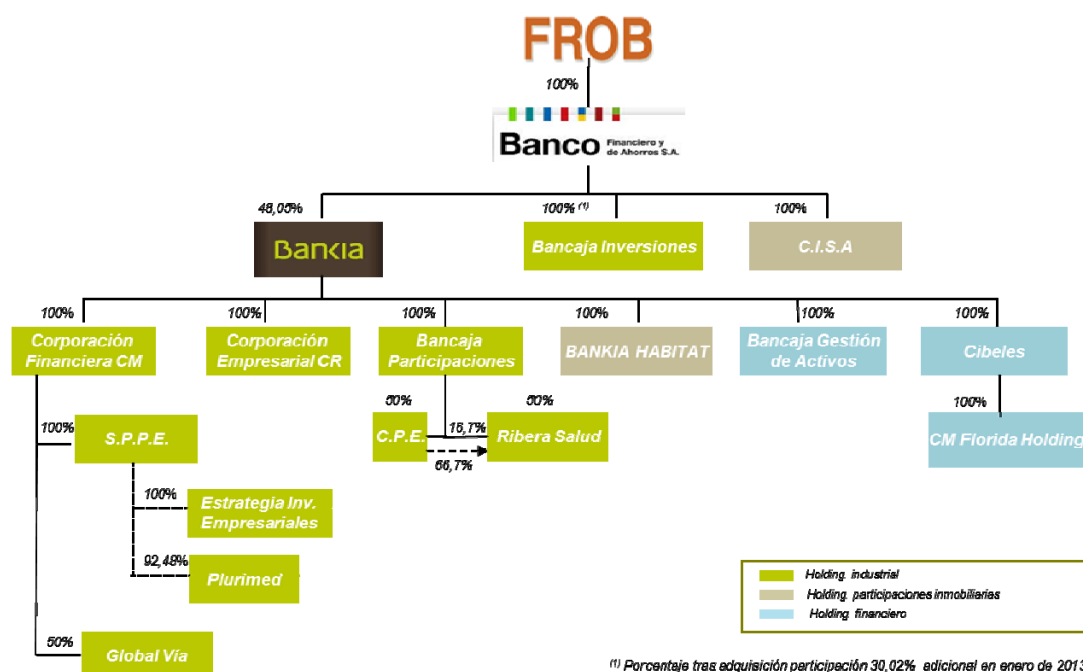 FROB
100%
Banco Financiero y
de Ahorros S.A.
48,05%
100% (1)
100%
Bankia
Bancaja Inversiones
C.I.S.A
100%
100%
100%
100%
100%
100%
Corporación
Financiera CM
Corporación
Empresarial CR
Bancaja
Participaciones
BANKIA HABITAT
Bancaja Gestión
de Activos
Cibeles
50%
50%
100%
100%
S.P.P.E.
C.P.E.
16,7%
Ribera Salud
66,7%
CM Florida Holding
100%
Estrategia Inv.
Empresariales
92,48%
Plurimed
50%
Global Vía
Holding. industrial
Holding. participaciones inmobiliarias
Holding. financiero
(1) Porcentaje tras adquisición participación 30,02% adicional en enero de 2013